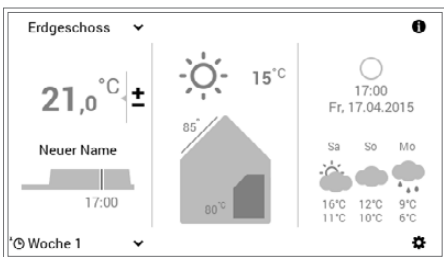 Erdgeschoss
21,0°C ±
Neuer Name
17:00
Woche 1
15°C
85°
80°C
17:00
Fr, 17.04.2015
Sa So Mo
16°C 12°C 9°C
11°C 10°C 6°C